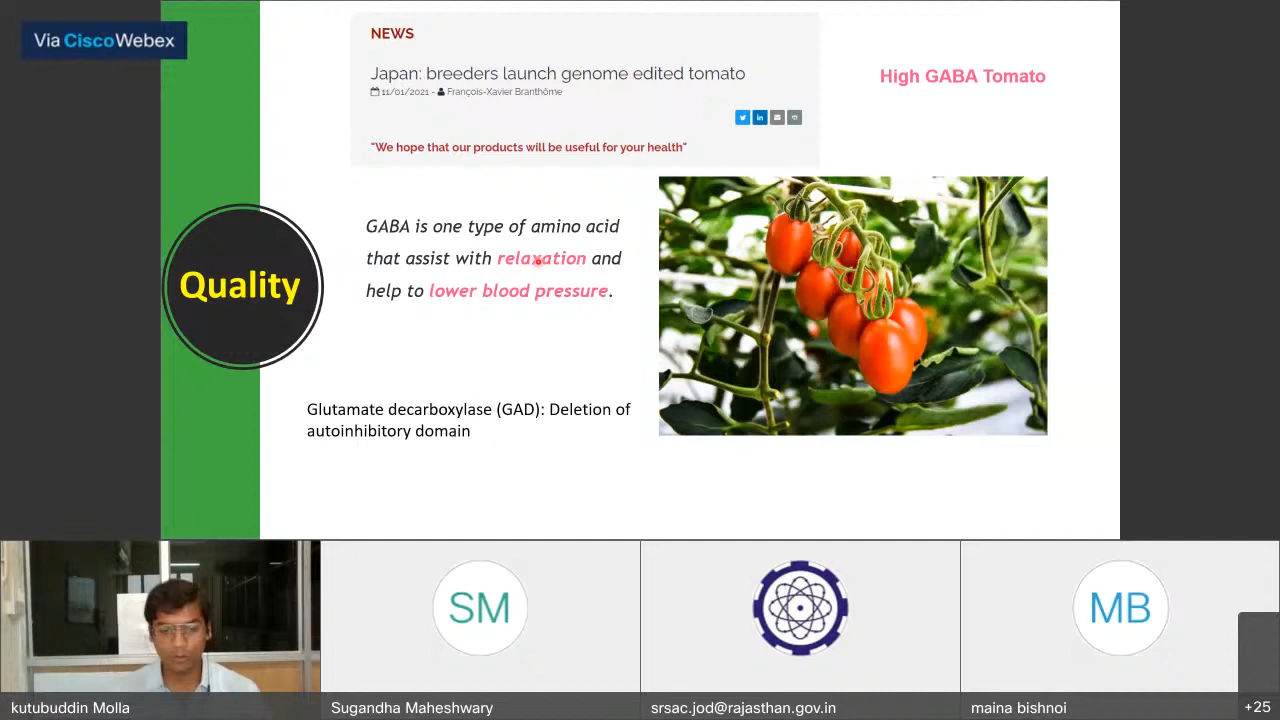 Via CiscoWebex
NEWS
Japan: breeders launch genome edited tomato
11/01/2021 - François-Xavier Branthôme
"We hope that our products will be useful for your health"
High GABA Tomato
Quality
GABA is one type of amino acid
that assist with relaxation and
help to lower blood pressure.
Glutamate decarboxylase (GAD): Deletion of
autoinhibitory domain
SM
MB
kutubuddin Molla
Sugandha Maheshwary
srsac.jod@rajasthan.gov.in
maina bishnoi
+25